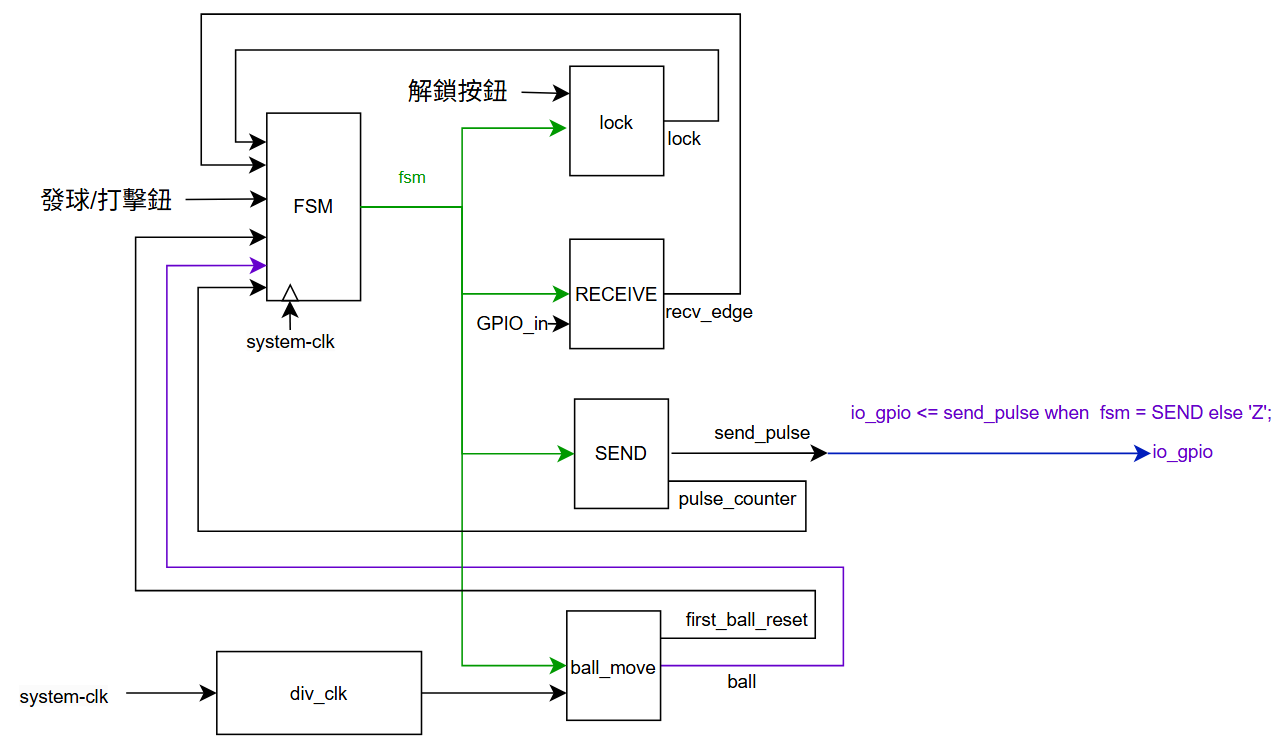 解鎖按鈕
lock
lock
fsm
發球/打擊鈕
FSM
RECEIVE
GPIO_in
recv_edge
system-clk
io_gpio <= send_pulse when  fsm = SEND else 'Z';
send_pulse
SEND
io_gpio
pulse_counter
first_ball_reset
ball_move
ball
system-clk
div_clk